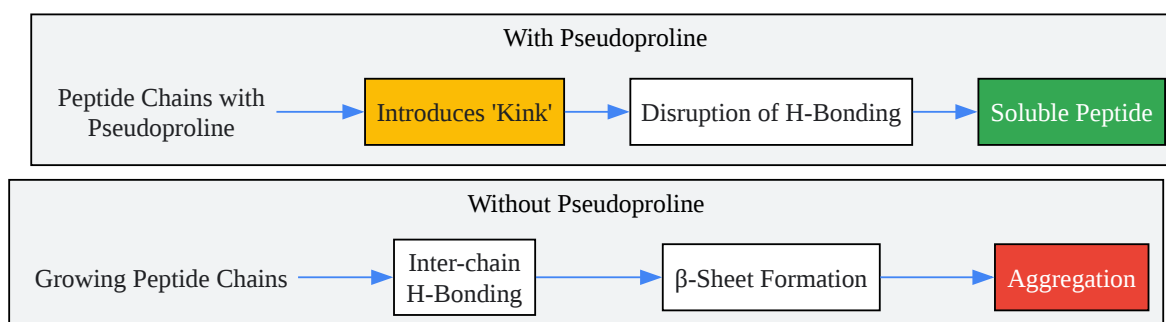 With Pseudoproline
Peptide Chains with
Pseudoproline
Introduces 'Kink'
Disruption of H-Bonding
Soluble Peptide
Without Pseudoproline
Growing Peptide Chains
Inter-chain
H-Bonding
β-Sheet Formation
Aggregation